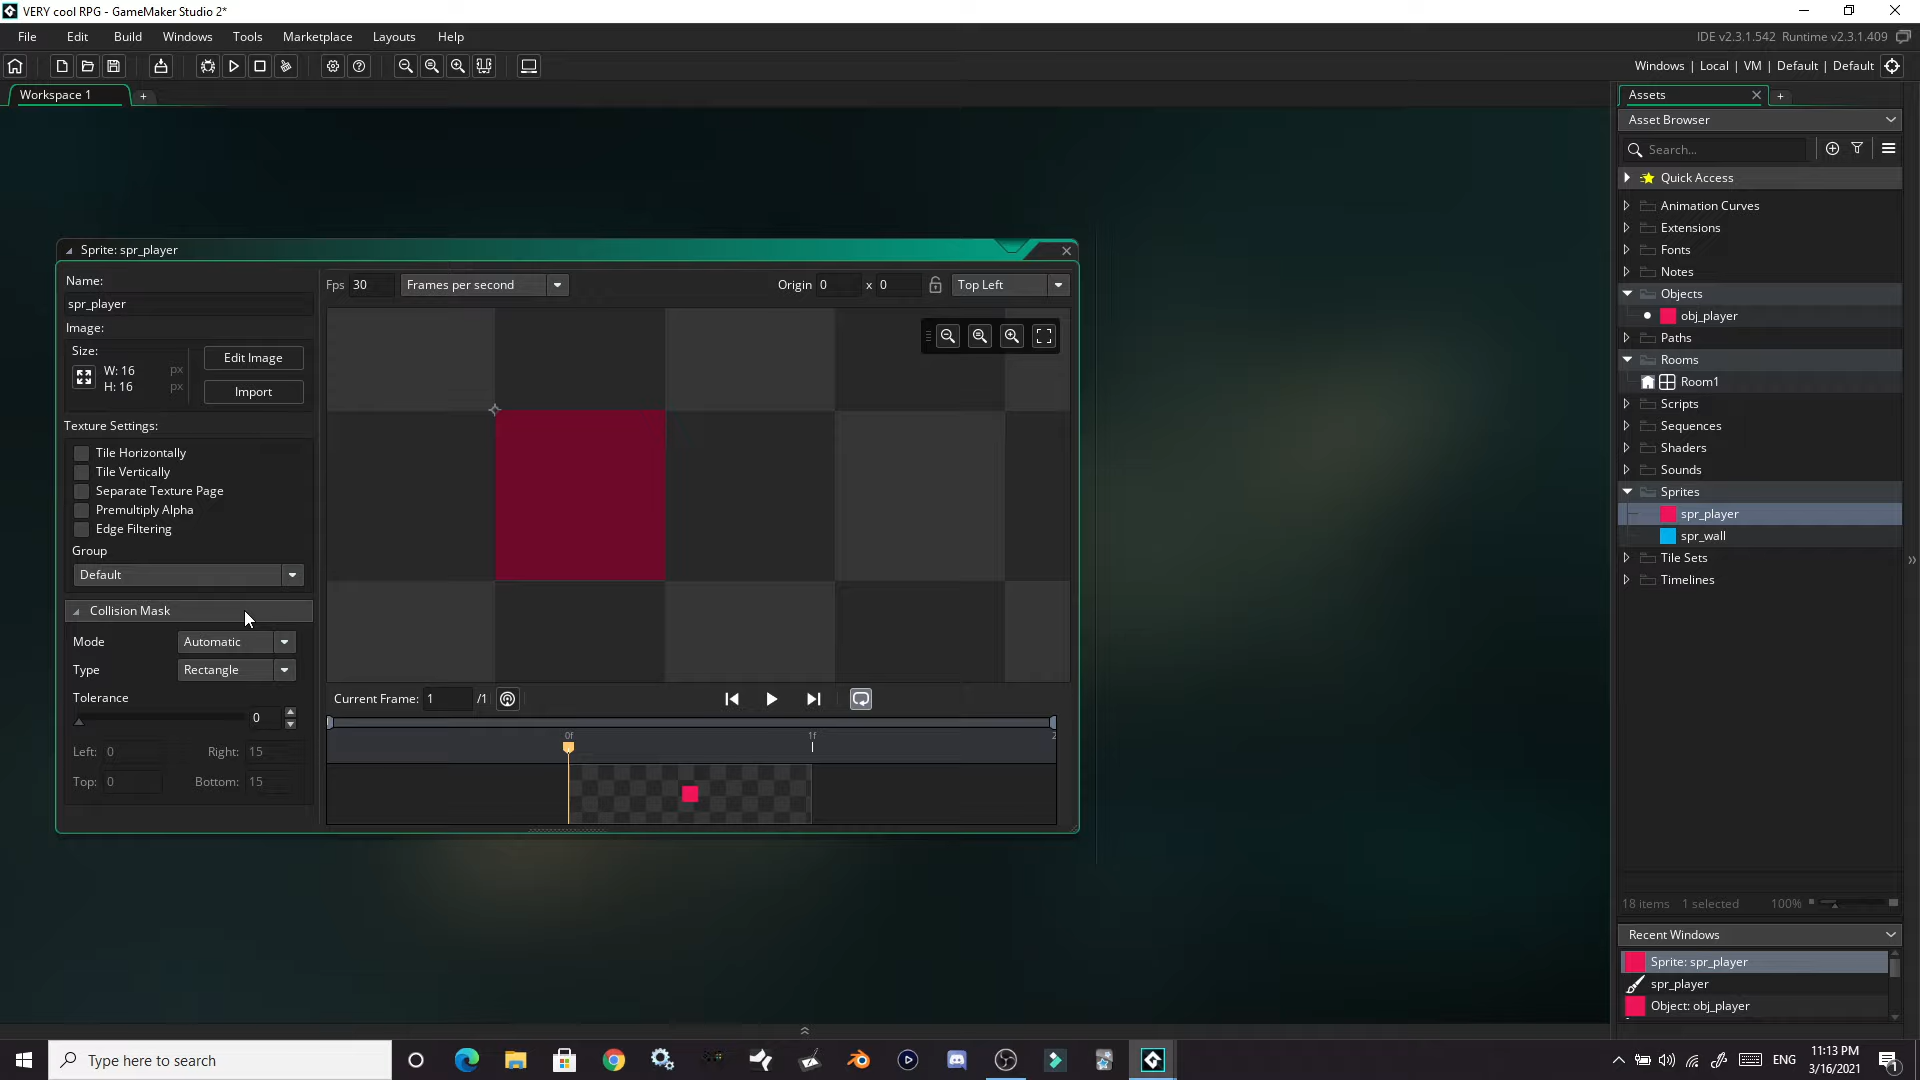 VERY cool RPG - GameMaker Studio 2*
File Edit Build Windows Tools Marketplace Layouts Help
IDE v2.3.1.542 Runtime v2.3.1.409
Windows | Local | VM | Default | Default
Workspace 1 +
Assets +
Asset Browser
Search...
Quick Access
Animation Curves
Extensions
Fonts
Notes
Objects
obj_player
Paths
Rooms
Room1
Scripts
Sequences
Shaders
Sounds
Sprites
spr_player
spr_wall
Tile Sets
Timelines
18 items 1 selected 100%
Recent Windows
Sprite: spr_player
spr_player
Object: obj_player
Sprite: spr_player
Name:
spr_player
Image:
Size:
W: 16 px
H: 16 px
Edit Image
Import
Texture Settings:
Tile Horizontally
Tile Vertically
Separate Texture Page
Premultiply Alpha
Edge Filtering
Group
Default
Collision Mask
Mode Automatic
Type Rectangle
Tolerance
0
Left: 0 Right: 15
Top: 0 Bottom: 15
Fps 30 Frames per second Origin 0 x 0 Top Left
Current Frame: 1 /1
0f 1f 2
Type here to search
ENG
11:13 PM
3/16/2021
1